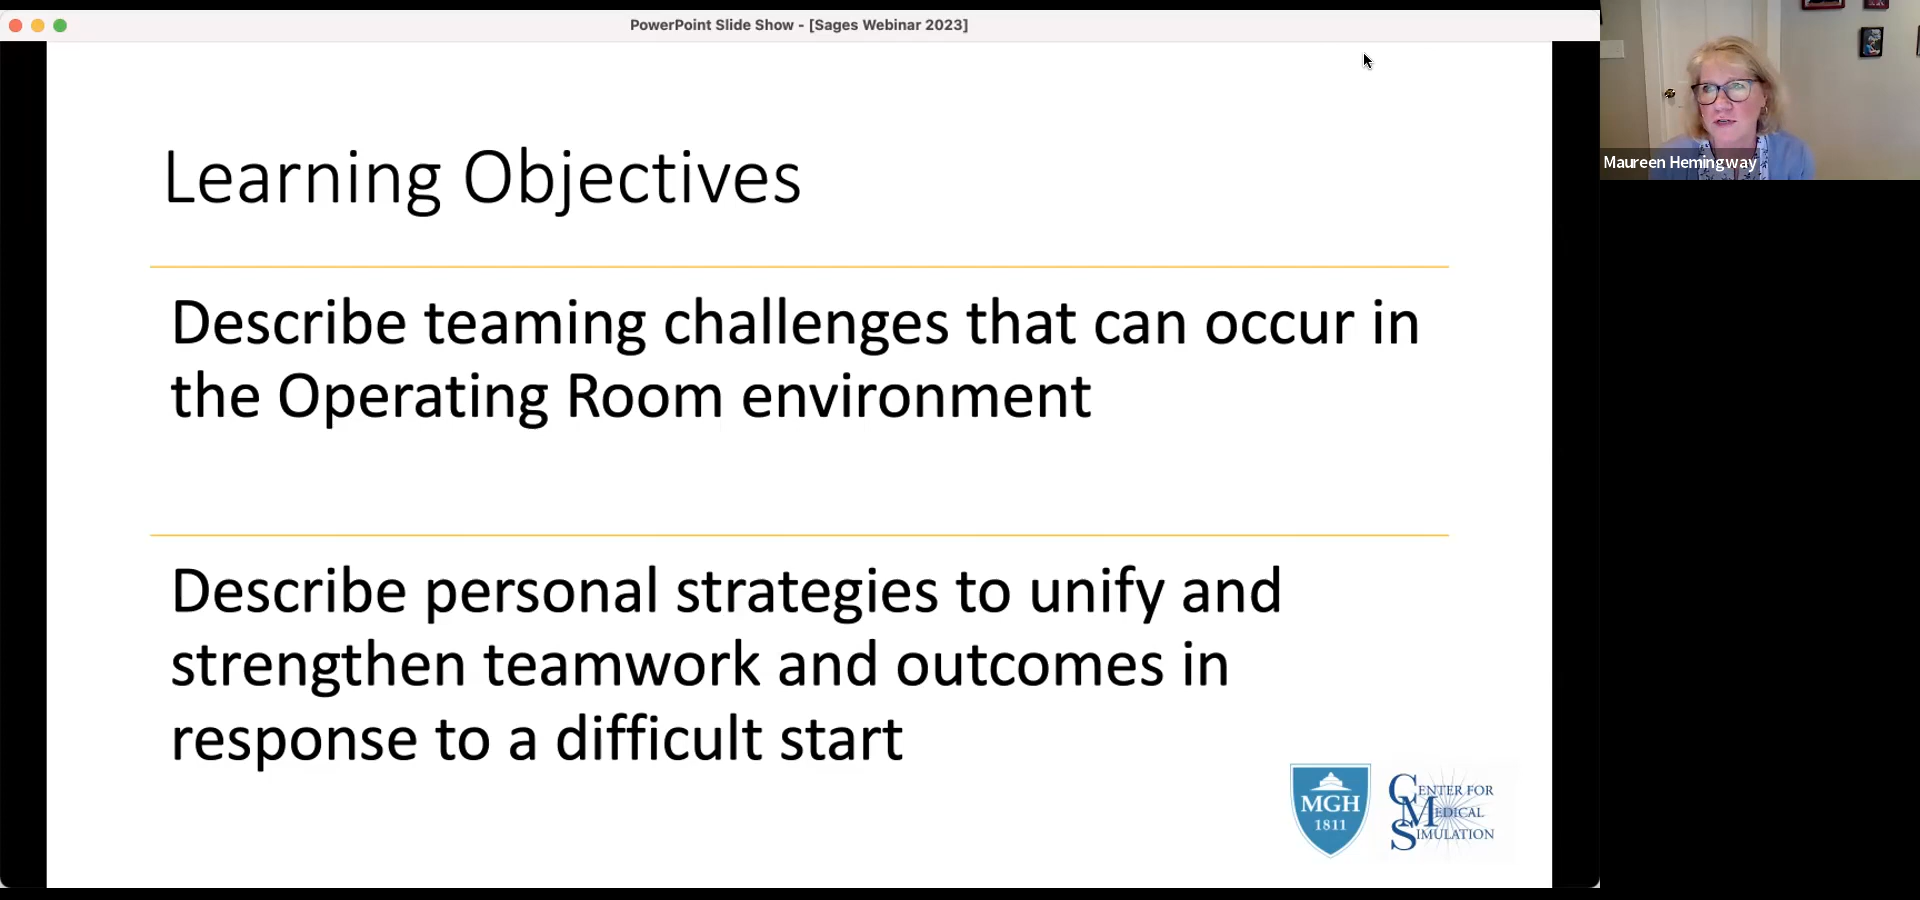 PowerPoint Slide Show - [Sages Webinar 2023]
Maureen Hemingway
Learning Objectives
Describe teaming challenges that can occur in
the Operating Room environment
Describe personal strategies to unify and
strengthen teamwork and outcomes in
response to a difficult start
MGH
1811
CENTER FOR
MEDICAL
SIMULATION